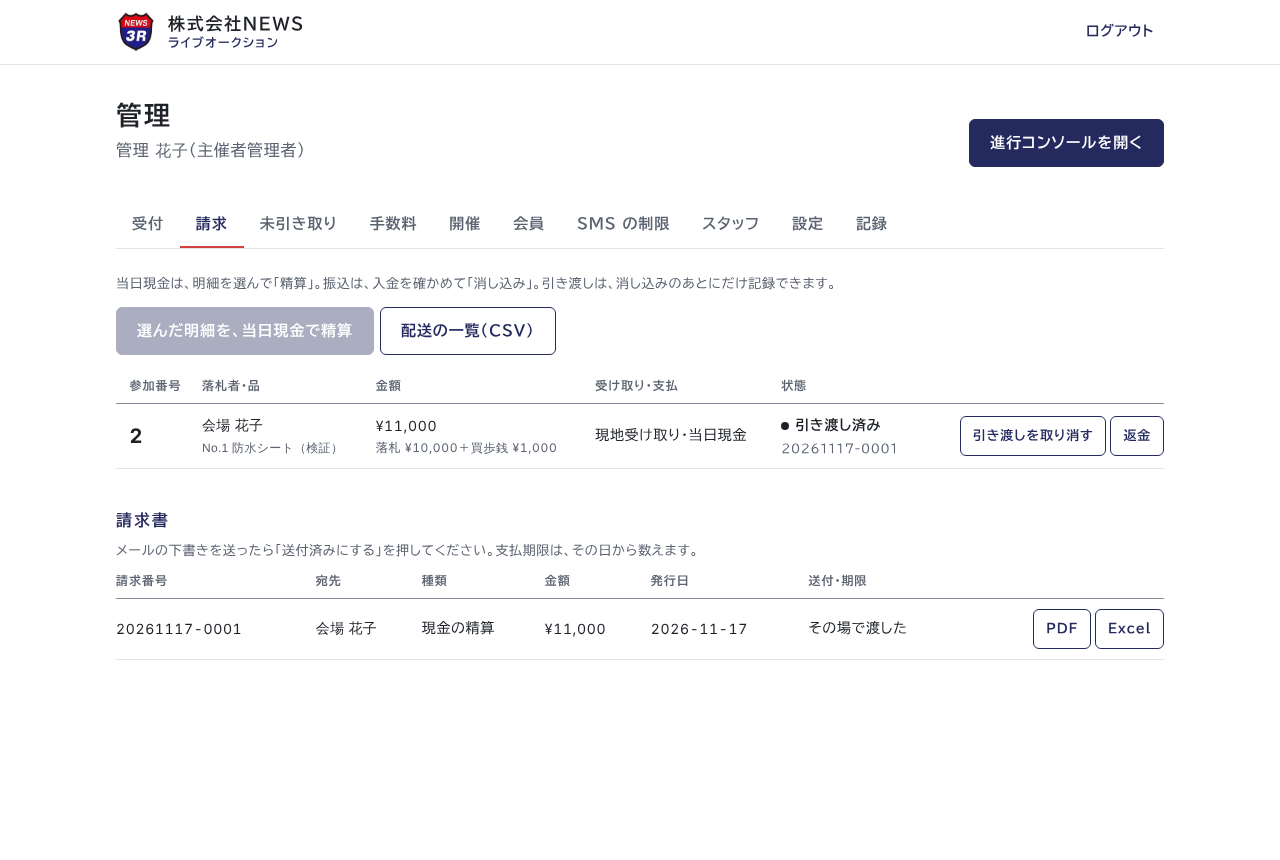 NEWS
3R
株式会社NEWS
ライブオークション
ログアウト
管理
管理 花子(主催者管理者)
進行コンソールを開く
受付 請求 未引き取り 手数料 開催 会員 SMS の制限 スタッフ 設定 記録
当日現金は、明細を選んで「精算」。振込は、入金を確かめて「消し込み」。引き渡しは、消し込みのあとにだけ記録できます。
選んだ明細を、当日現金で精算 配送の一覧(CSV)
参加番号 落札者・品 金額 受け取り・支払 状態
2 会場 花子 ¥11,000 現地受け取り・当日現金 引き渡し済み 引き渡しを取り消す 返金
No.1 防水シート(検証) 落札 ¥10,000+買歩銭 ¥1,000 20261117-0001
請求書
メールの下書きを送ったら「送付済みにする」を押してください。支払期限は、その日から数えます。
請求番号 宛先 種類 金額 発行日 送付・期限
20261117-0001 会場 花子 現金の精算 ¥11,000 2026-11-17 その場で渡した PDF Excel